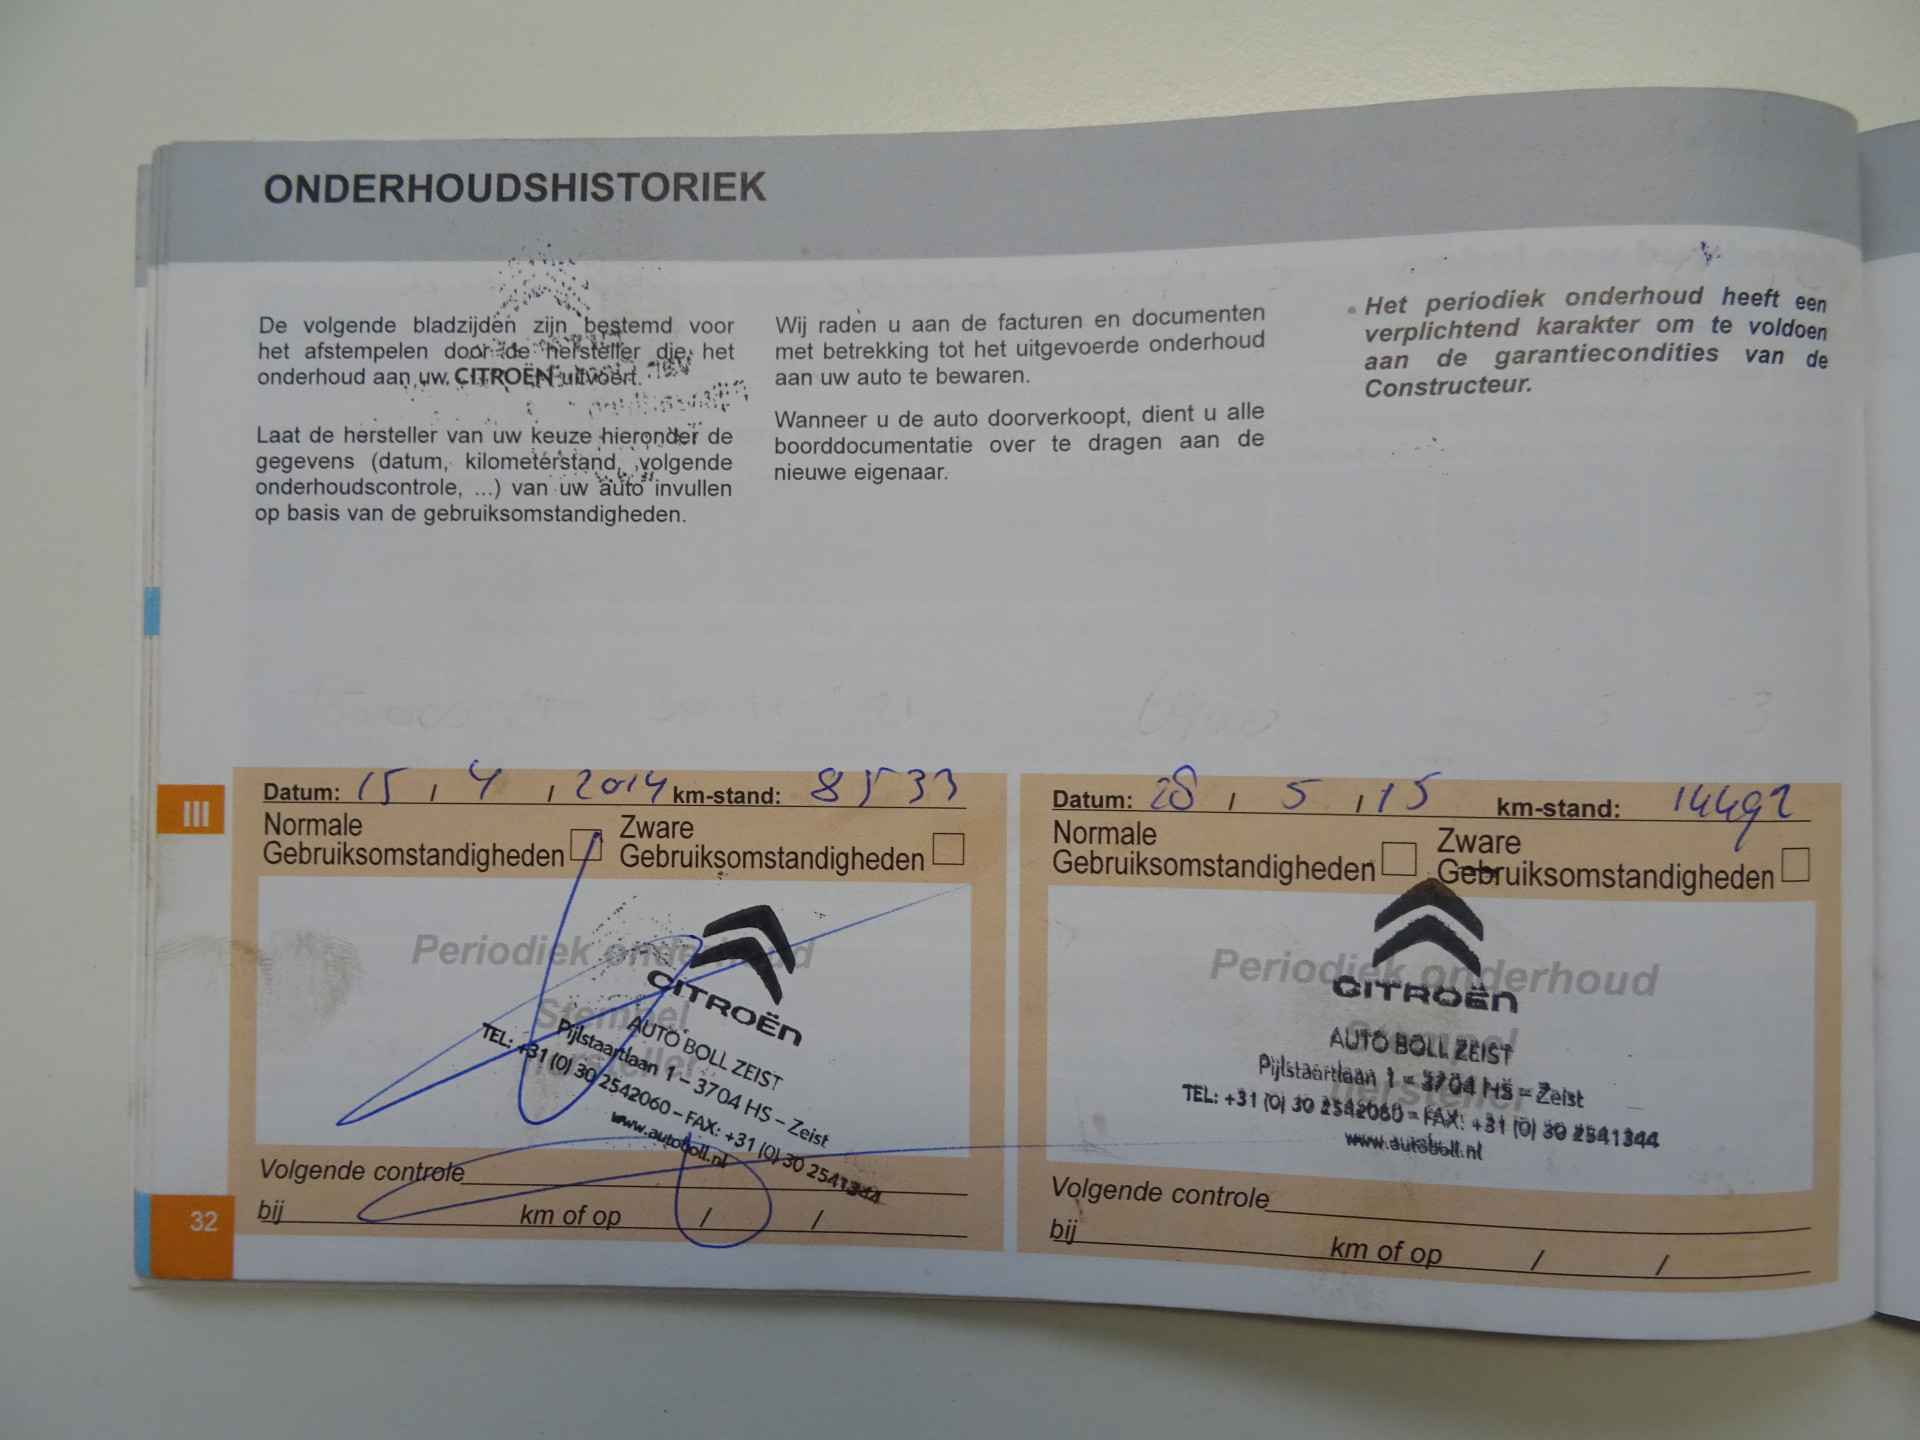 ONDERHOUDSHISTORIEK
De volgende bladzijden zijn bestemd voor
het afstempelen door de hersteller die het
onderhoud aan uw CITROËN uitvoert.
Laat de hersteller van uw keuze hieronder de
gegevens (datum, kilometerstand, volgende
onderhoudscontrole, ...) van uw auto invullen
op basis van de gebruiksomstandigheden.
Wij raden u aan de facturen en documenten
met betrekking tot het uitgevoerde onderhoud
aan uw auto te bewaren.
Wanneer u de auto doorverkoopt, dient u alle
boorddocumentatie over te dragen aan de
nieuwe eigenaar.
Het periodiek onderhoud heeft een
verplichtend karakter om te voldoen
aan de garantiecondities van de
Constructeur.
III
Datum: 15 / 4 / 2014 km-stand: 8533
Normale
Gebruiksomstandigheden
Zware
Gebruiksomstandigheden
Periodiek onderhoud
Stempel
hersteller
CITROËN
AUTO BOLL ZEIST
Pijlstaartlaan 1 – 3704 HS – Zeist
TEL: +31 (0) 30 2542060 – FAX: +31 (0) 30 2541344
www.autoboll.nl
Volgende controle
bij km of op / /
Datum: 28 / 5 / 15 km-stand: 14492
Normale
Gebruiksomstandigheden
Zware
Gebruiksomstandigheden
Periodiek onderhoud
Stempel
hersteller
CITROËN
AUTO BOLL ZEIST
Pijlstaartlaan 1 – 3704 HS – Zeist
TEL: +31 (0) 30 2542060 – FAX: +31 (0) 30 2541344
www.autoboll.nl
Volgende controle
bij km of op / /
32